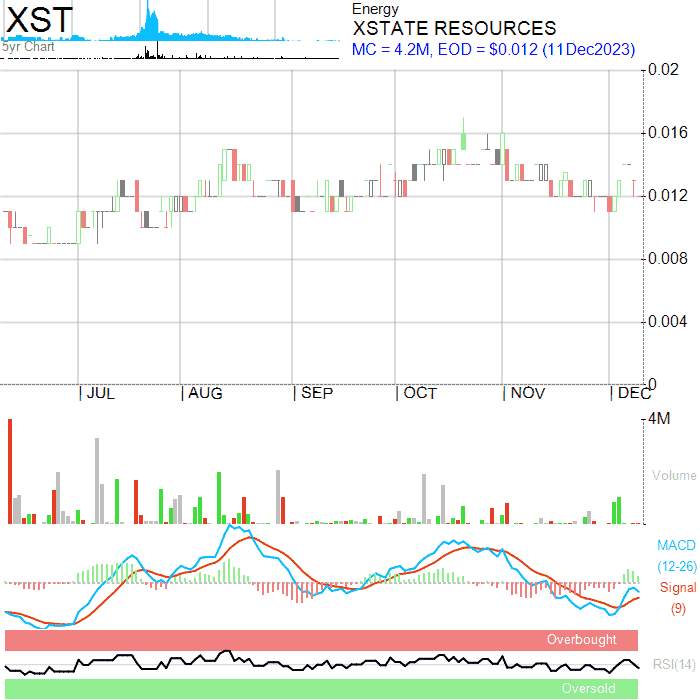 XST
5yr Chart
Energy
XSTATE RESOURCES
MC = 4.2M, EOD = $0.012 (11Dec2023)
0.02
0.016
0.012
0.008
0.004
0
| JUL | AUG | SEP | OCT | NOV | DEC
4M
Volume
MACD
(12-26)
Signal
(9)
Overbought
RSI(14)
Oversold